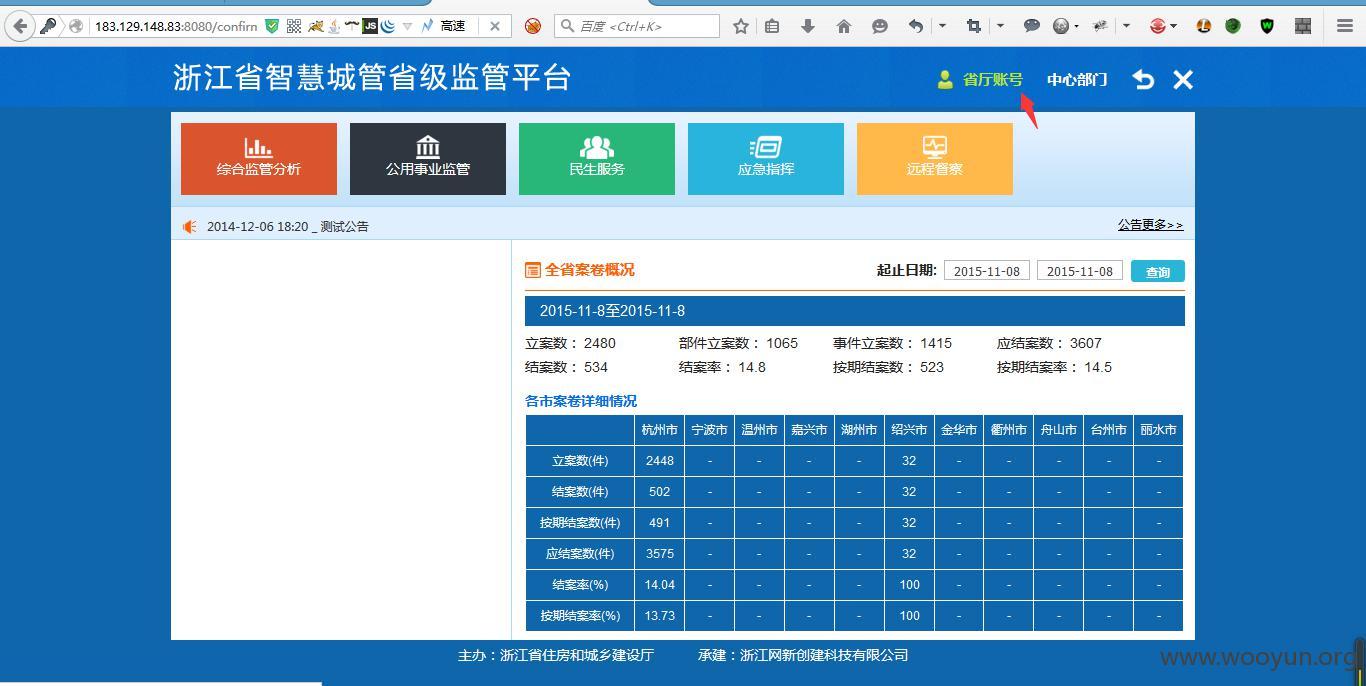 183.129.148.83:8080/confirn JS 高速 百度 <Ctrl+K>
浙江省智慧城管省级监管平台 省厅账号 中心部门
综合监管分析 公用事业监管 民生服务 应急指挥 远程督察
2014-12-06 18:20 _ 测试公告 公告更多>>
全省案卷概况 起止日期: 2015-11-08 2015-11-08 查询
2015-11-8至2015-11-8
立案数： 2480 部件立案数： 1065 事件立案数： 1415 应结案数： 3607
结案数： 534 结案率： 14.8 按期结案数： 523 按期结案率： 14.5
各市案卷详细情况
杭州市 宁波市 温州市 嘉兴市 湖州市 绍兴市 金华市 衢州市 舟山市 台州市 丽水市
立案数(件) 2448 - - - - 32 - - - - -
结案数(件) 502 - - - - 32 - - - - -
按期结案数(件) 491 - - - - 32 - - - - -
应结案数(件) 3575 - - - - 32 - - - - -
结案率(%) 14.04 - - - - 100 - - - - -
按期结案率(%) 13.73 - - - - 100 - - - - -
主办：浙江省住房和城乡建设厅 承建：浙江网新创建科技有限公司
www.wooyun.org